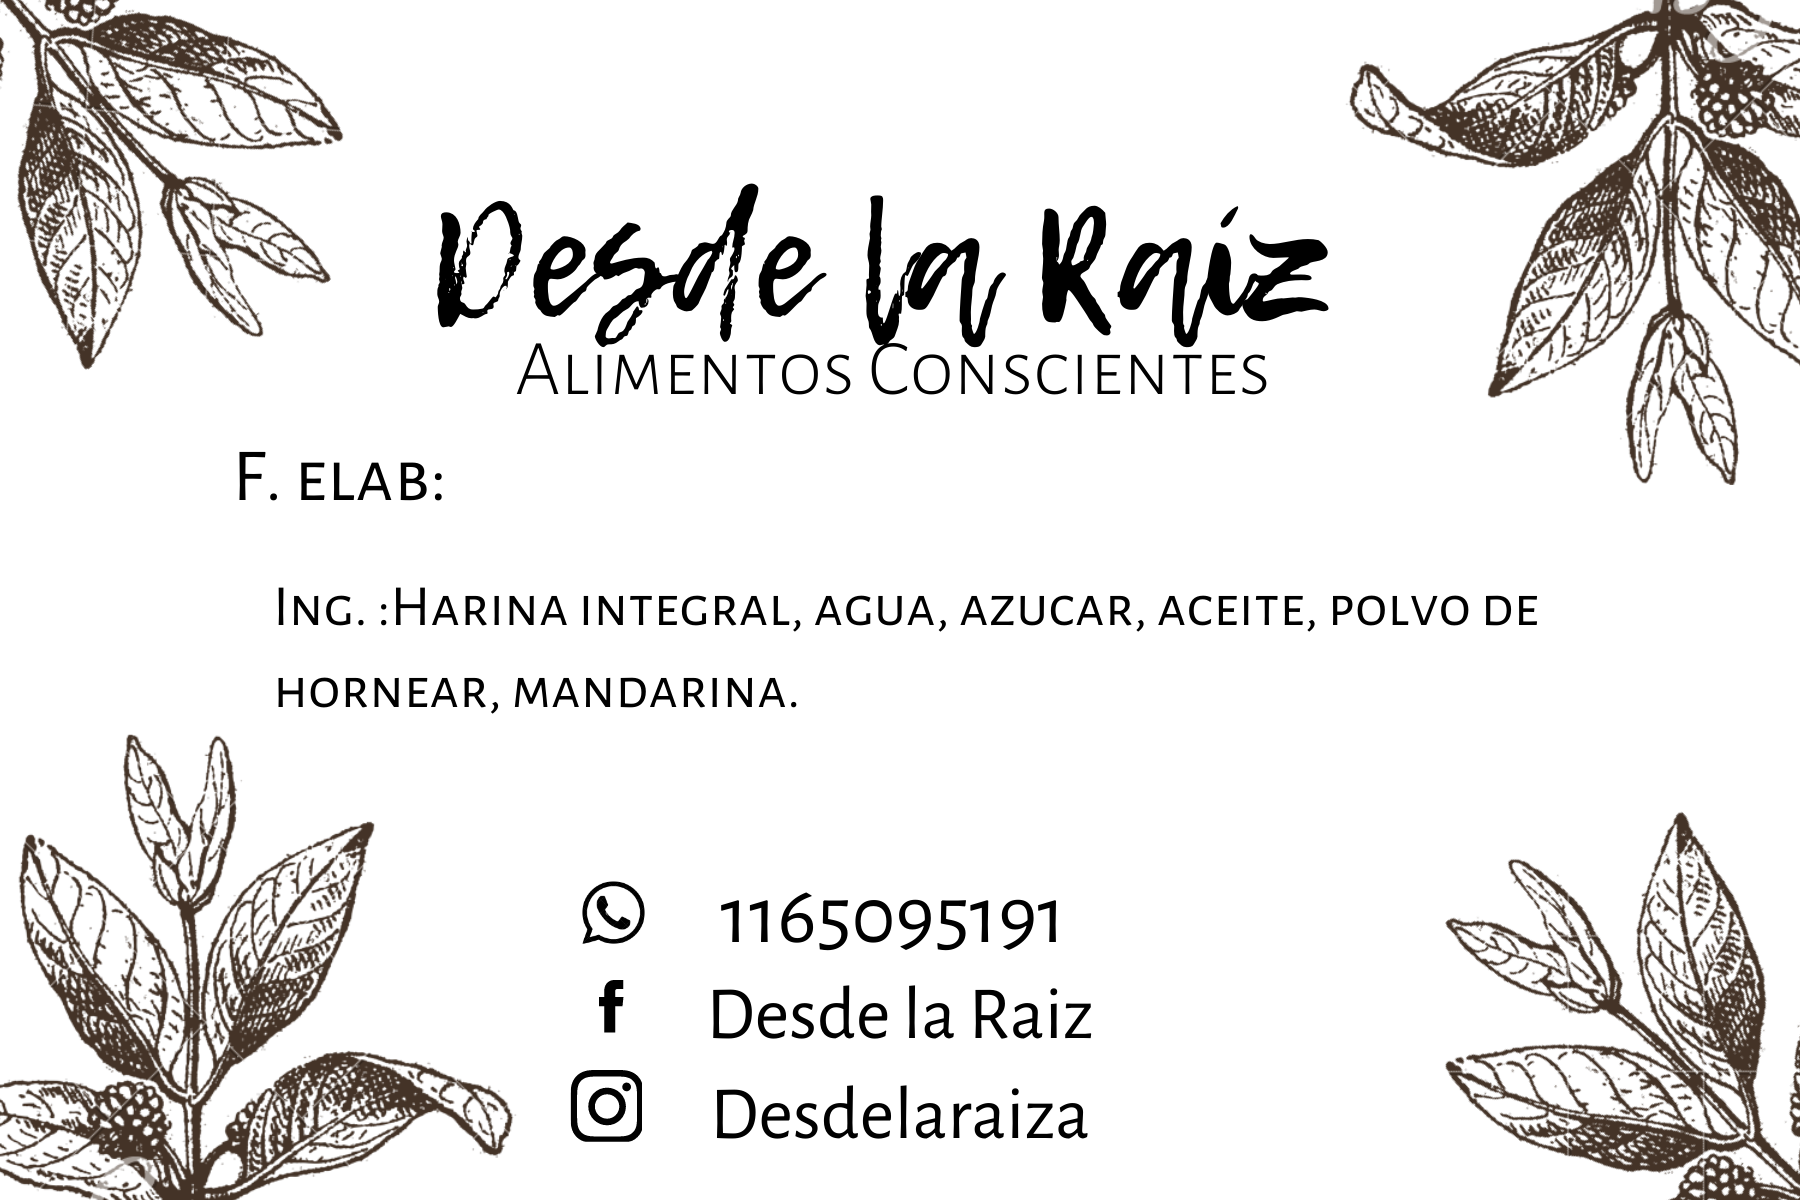 Desde la Raíz
Alimentos Conscientes
F. elab:
Ing. :Harina integral, agua, azucar, aceite, polvo de
hornear, mandarina.
1165095191
Desde la Raiz
Desdelaraiza